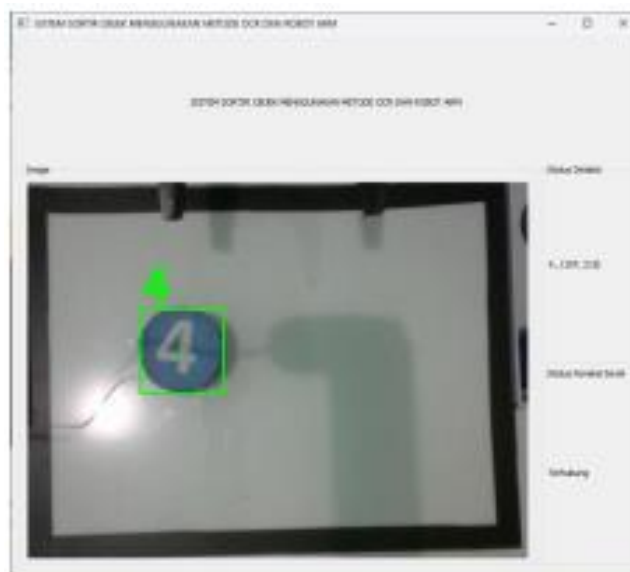 SISTEM SORTIR OBJEK MENGGUNAKAN METODE OCR DAN ROBOT ARM
SISTEM SORTIR OBJEK MENGGUNAKAN METODE OCR DAN ROBOT ARM
Image
Status Deteksi
4
4
Status Koneksi Serial
Terhubung